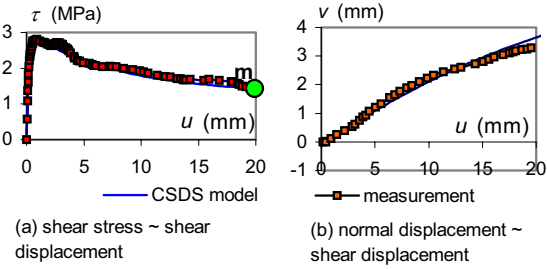 τ (MPa)
3
2
1
0
m
u (mm)
0 5 10 15 20
CSDS model
(a) shear stress ~ shear
displacement
v (mm)
4
3
2
1
0
-1
u (mm)
0 5 10 15 20
measurement
(b) normal displacement ~
shear displacement